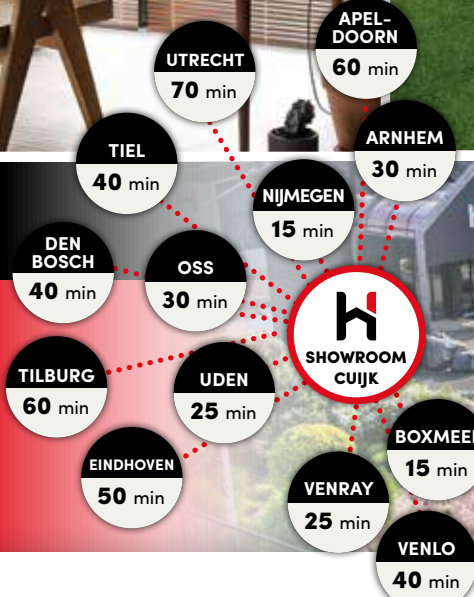 APEL-
DOORN
60 min
UTRECHT
70 min
ARNHEM
30 min
TIEL
40 min
NIJMEGEN
15 min
DEN
BOSCH
40 min
OSS
30 min
SHOWROOM
CUIJK
TILBURG
60 min
UDEN
25 min
BOXMEE
15 min
EINDHOVEN
50 min
VENRAY
25 min
VENLO
40 min